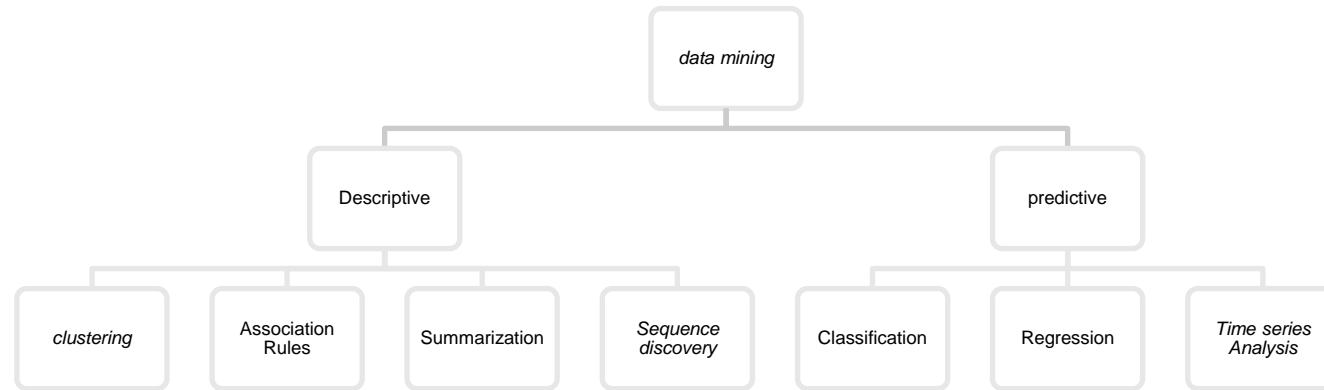 data mining
Descriptive
predictive
clustering
Association
Rules
Summarization
Sequence
discovery
Classification
Regression
Time series
Analysis